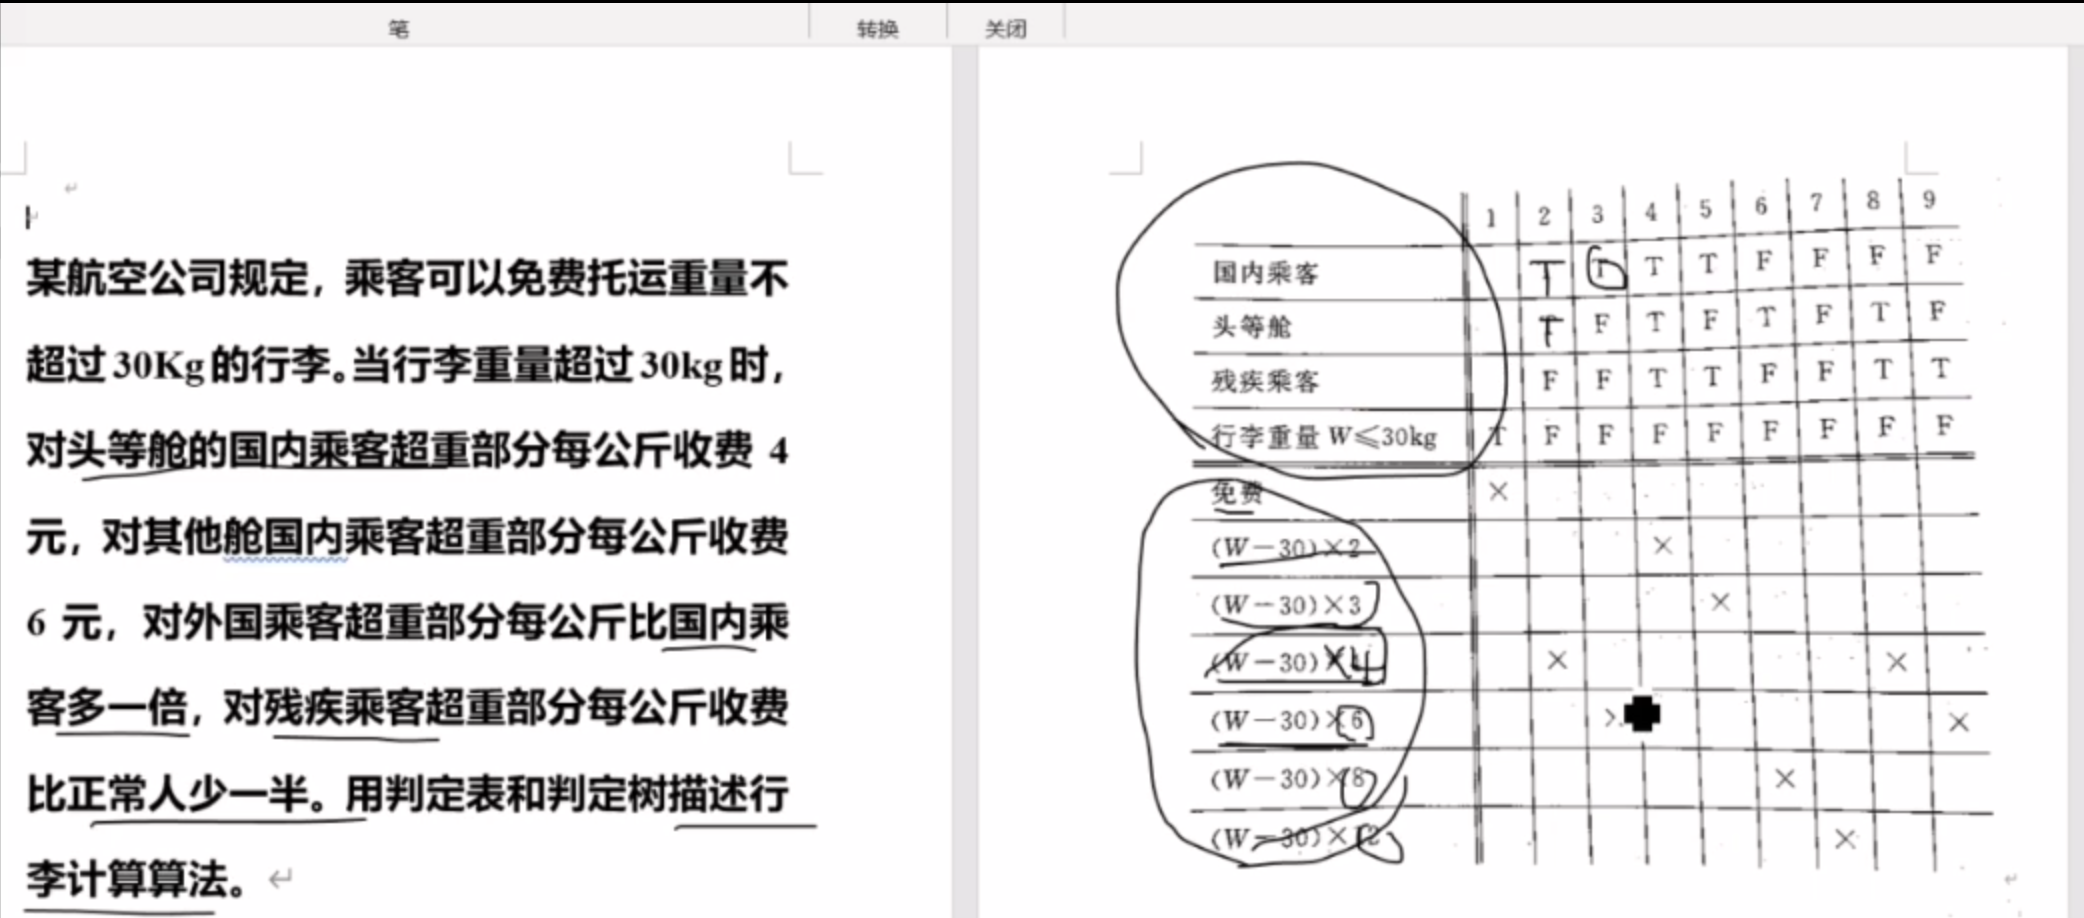 笔 转换 关闭
某航空公司规定，乘客可以免费托运重量不
超过30Kg的行李。当行李重量超过30kg时，
对头等舱的国内乘客超重部分每公斤收费 4
元，对其他舱国内乘客超重部分每公斤收费
6 元，对外国乘客超重部分每公斤比国内乘
客多一倍，对残疾乘客超重部分每公斤收费
比正常人少一半。用判定表和判定树描述行
李计算算法。
1 2 3 4 5 6 7 8 9
国内乘客 T T T T F F F F
头等舱 T F T F T F T F
残疾乘客 F F T T F F T T
行李重量 W≤30kg T F F F F F F F F
免费 ×
(W－30)×2 ×
(W－30)×3 ×
(W－30)×4 × ×
(W－30)×6 × ×
(W－30)×8 ×
(W－30)×12 ×